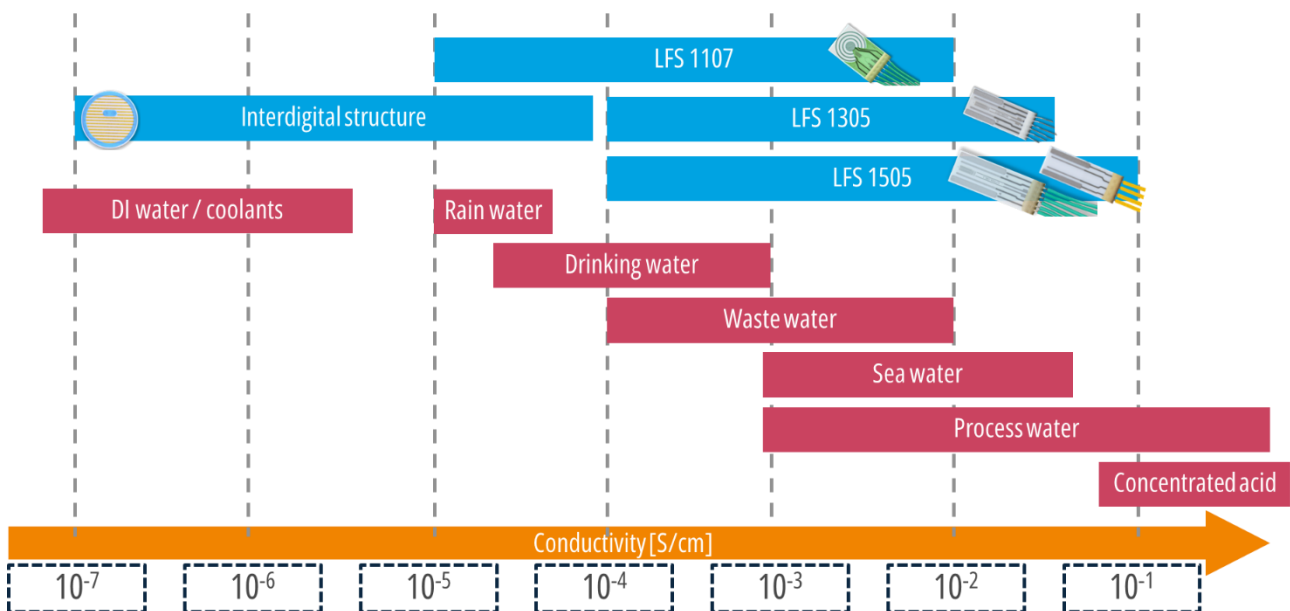 LFS 1107
Interdigital structure
LFS 1305
LFS 1505
DI water / coolants
Rain water
Drinking water
Waste water
Sea water
Process water
Concentrated acid
Conductivity [S/cm]
10⁻⁷ 10⁻⁶ 10⁻⁵ 10⁻⁴ 10⁻³ 10⁻² 10⁻¹